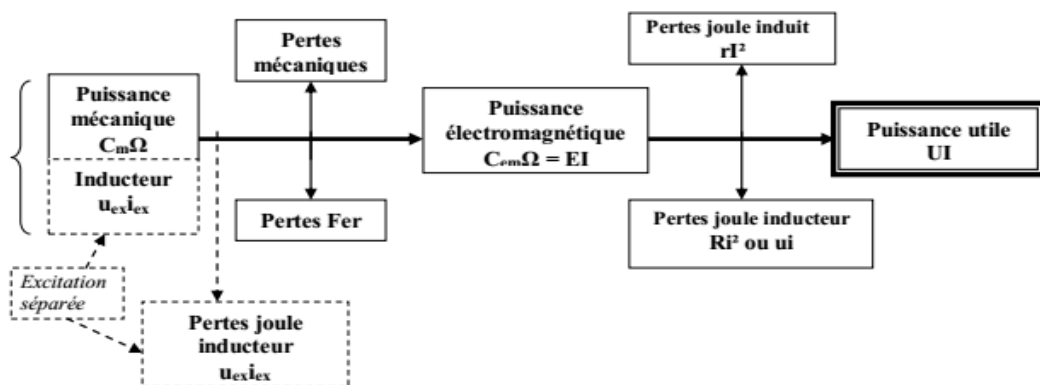 Pertes
mécaniques
Pertes joule induit
rI²
Puissance
mécanique
CmΩ
Inducteur
uexiex
Puissance
électromagnétique
CemΩ = EI
Puissance utile
UI
Pertes Fer
Pertes joule inducteur
Ri² ou ui
Excitation
séparée
Pertes joule
inducteur
uexiex